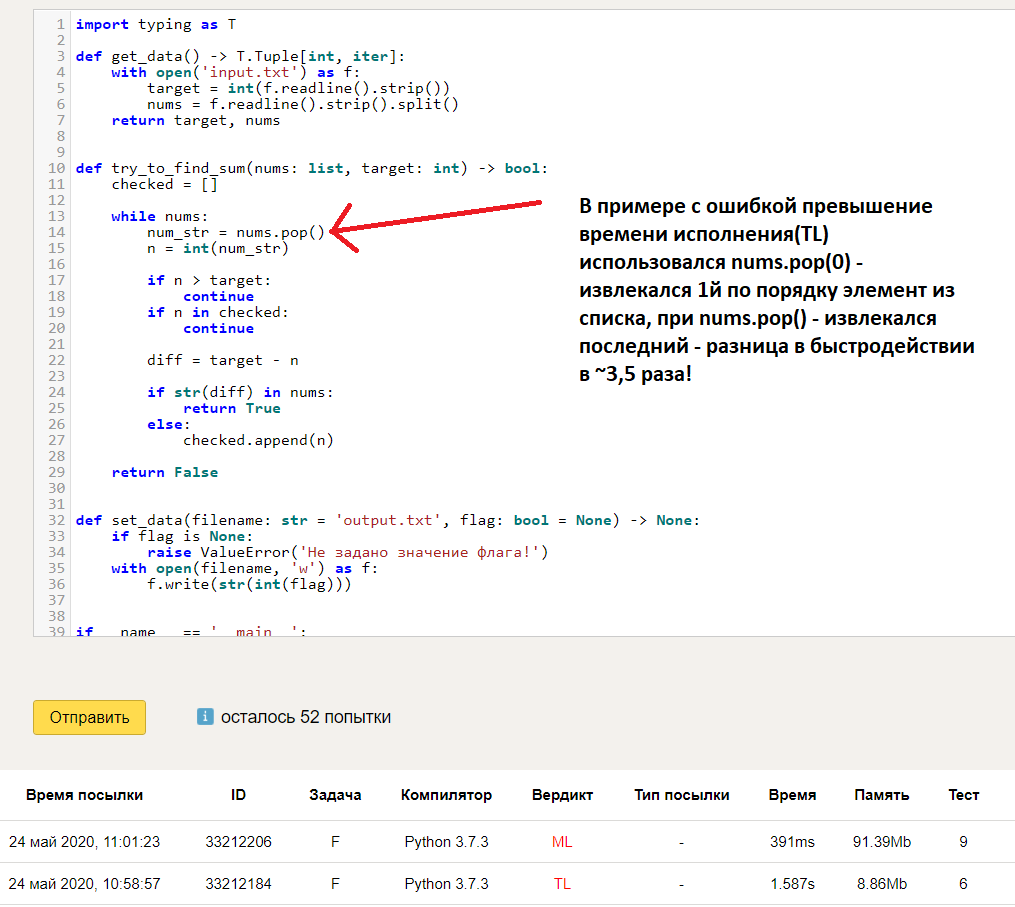 1 import typing as T
2
3 def get_data() -> T.Tuple[int, iter]:
4     with open('input.txt') as f:
5         target = int(f.readline().strip())
6         nums = f.readline().strip().split()
7     return target, nums
8
9
10 def try_to_find_sum(nums: list, target: int) -> bool:
11     checked = []
12
13     while nums:
14         num_str = nums.pop()
15         n = int(num_str)
16
17         if n > target:
18             continue
19         if n in checked:
20             continue
21
22         diff = target - n
23
24         if str(diff) in nums:
25             return True
26         else:
27             checked.append(n)
28
29     return False
30
31
32 def set_data(filename: str = 'output.txt', flag: bool = None) -> None:
33     if flag is None:
34         raise ValueError('Не задано значение флага!')
35     with open(filename, 'w') as f:
36         f.write(str(int(flag)))
37
38
39 if __name__ == '__main__':
В примере с ошибкой превышение
времени исполнения(TL)
использовался nums.pop(0) -
извлекался 1й по порядку элемент из
списка, при nums.pop() - извлекался
последний - разница в быстродействии
в ~3,5 раза!
Отправить
i осталось 52 попытки
Время посылки ID Задача Компилятор Вердикт Тип посылки Время Память Тест
24 май 2020, 11:01:23 33212206 F Python 3.7.3 ML - 391ms 91.39Mb 9
24 май 2020, 10:58:57 33212184 F Python 3.7.3 TL - 1.587s 8.86Mb 6